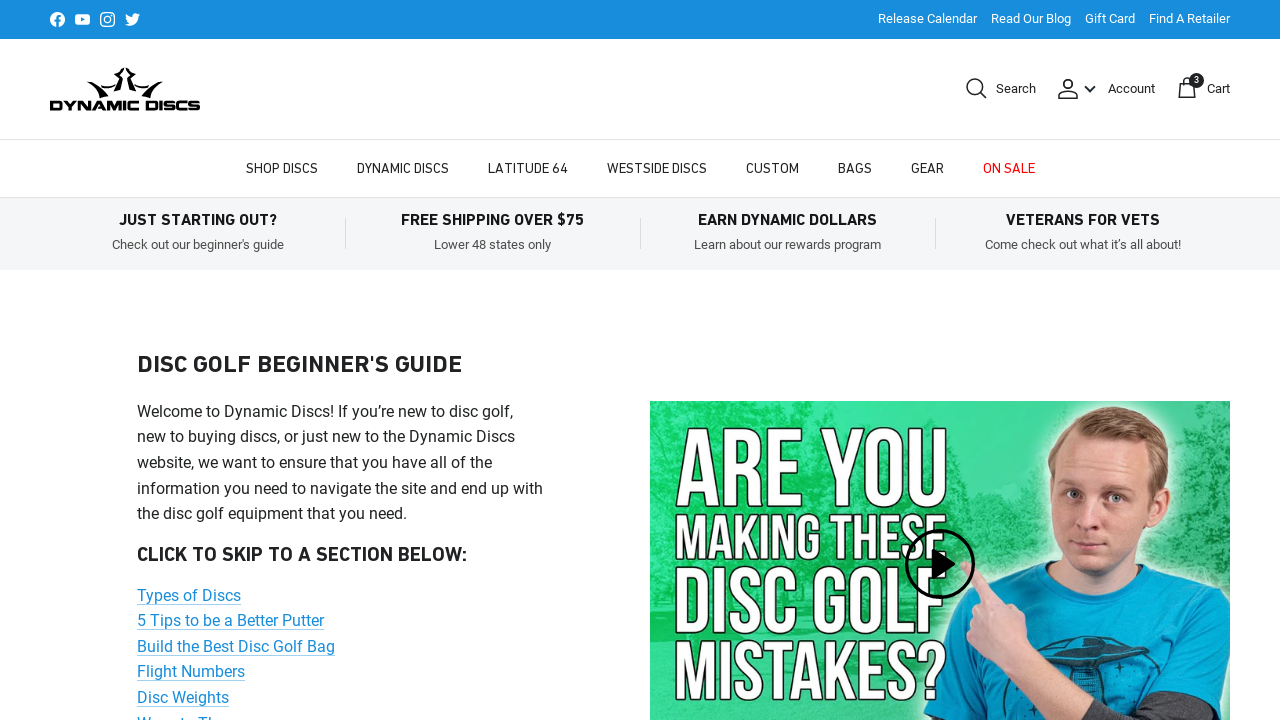 Release Calendar Read Our Blog Gift Card Find A Retailer
DYNAMIC DISCS
Search Account 3 Cart
SHOP DISCS DYNAMIC DISCS LATITUDE 64 WESTSIDE DISCS CUSTOM BAGS GEAR ON SALE
JUST STARTING OUT? FREE SHIPPING OVER $75 EARN DYNAMIC DOLLARS VETERANS FOR VETS
Check out our beginner's guide Lower 48 states only Learn about our rewards program Come check out what it’s all about!
DISC GOLF BEGINNER'S GUIDE
Welcome to Dynamic Discs! If you’re new to disc golf,
new to buying discs, or just new to the Dynamic Discs
website, we want to ensure that you have all of the
information you need to navigate the site and end up with
the disc golf equipment that you need.
CLICK TO SKIP TO A SECTION BELOW:
Types of Discs
5 Tips to be a Better Putter
Build the Best Disc Golf Bag
Flight Numbers
Disc Weights
ARE YOU
MAKING THESE
DISC GOLF
MISTAKES?